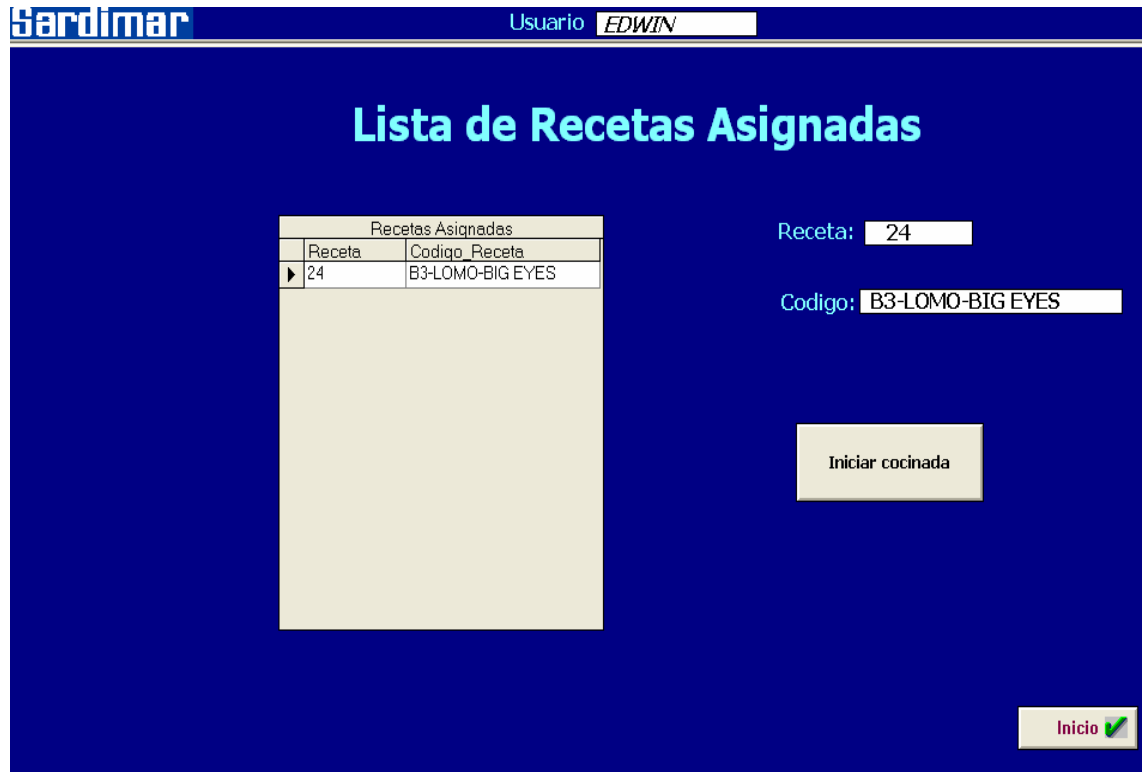 Sardimar
Usuario EDWIN
Lista de Recetas Asignadas
Recetas Asignadas
Receta Codigo_Receta
24 B3-LOMO-BIG EYES
Receta: 24
Codigo: B3-LOMO-BIG EYES
Iniciar cocinada
Inicio